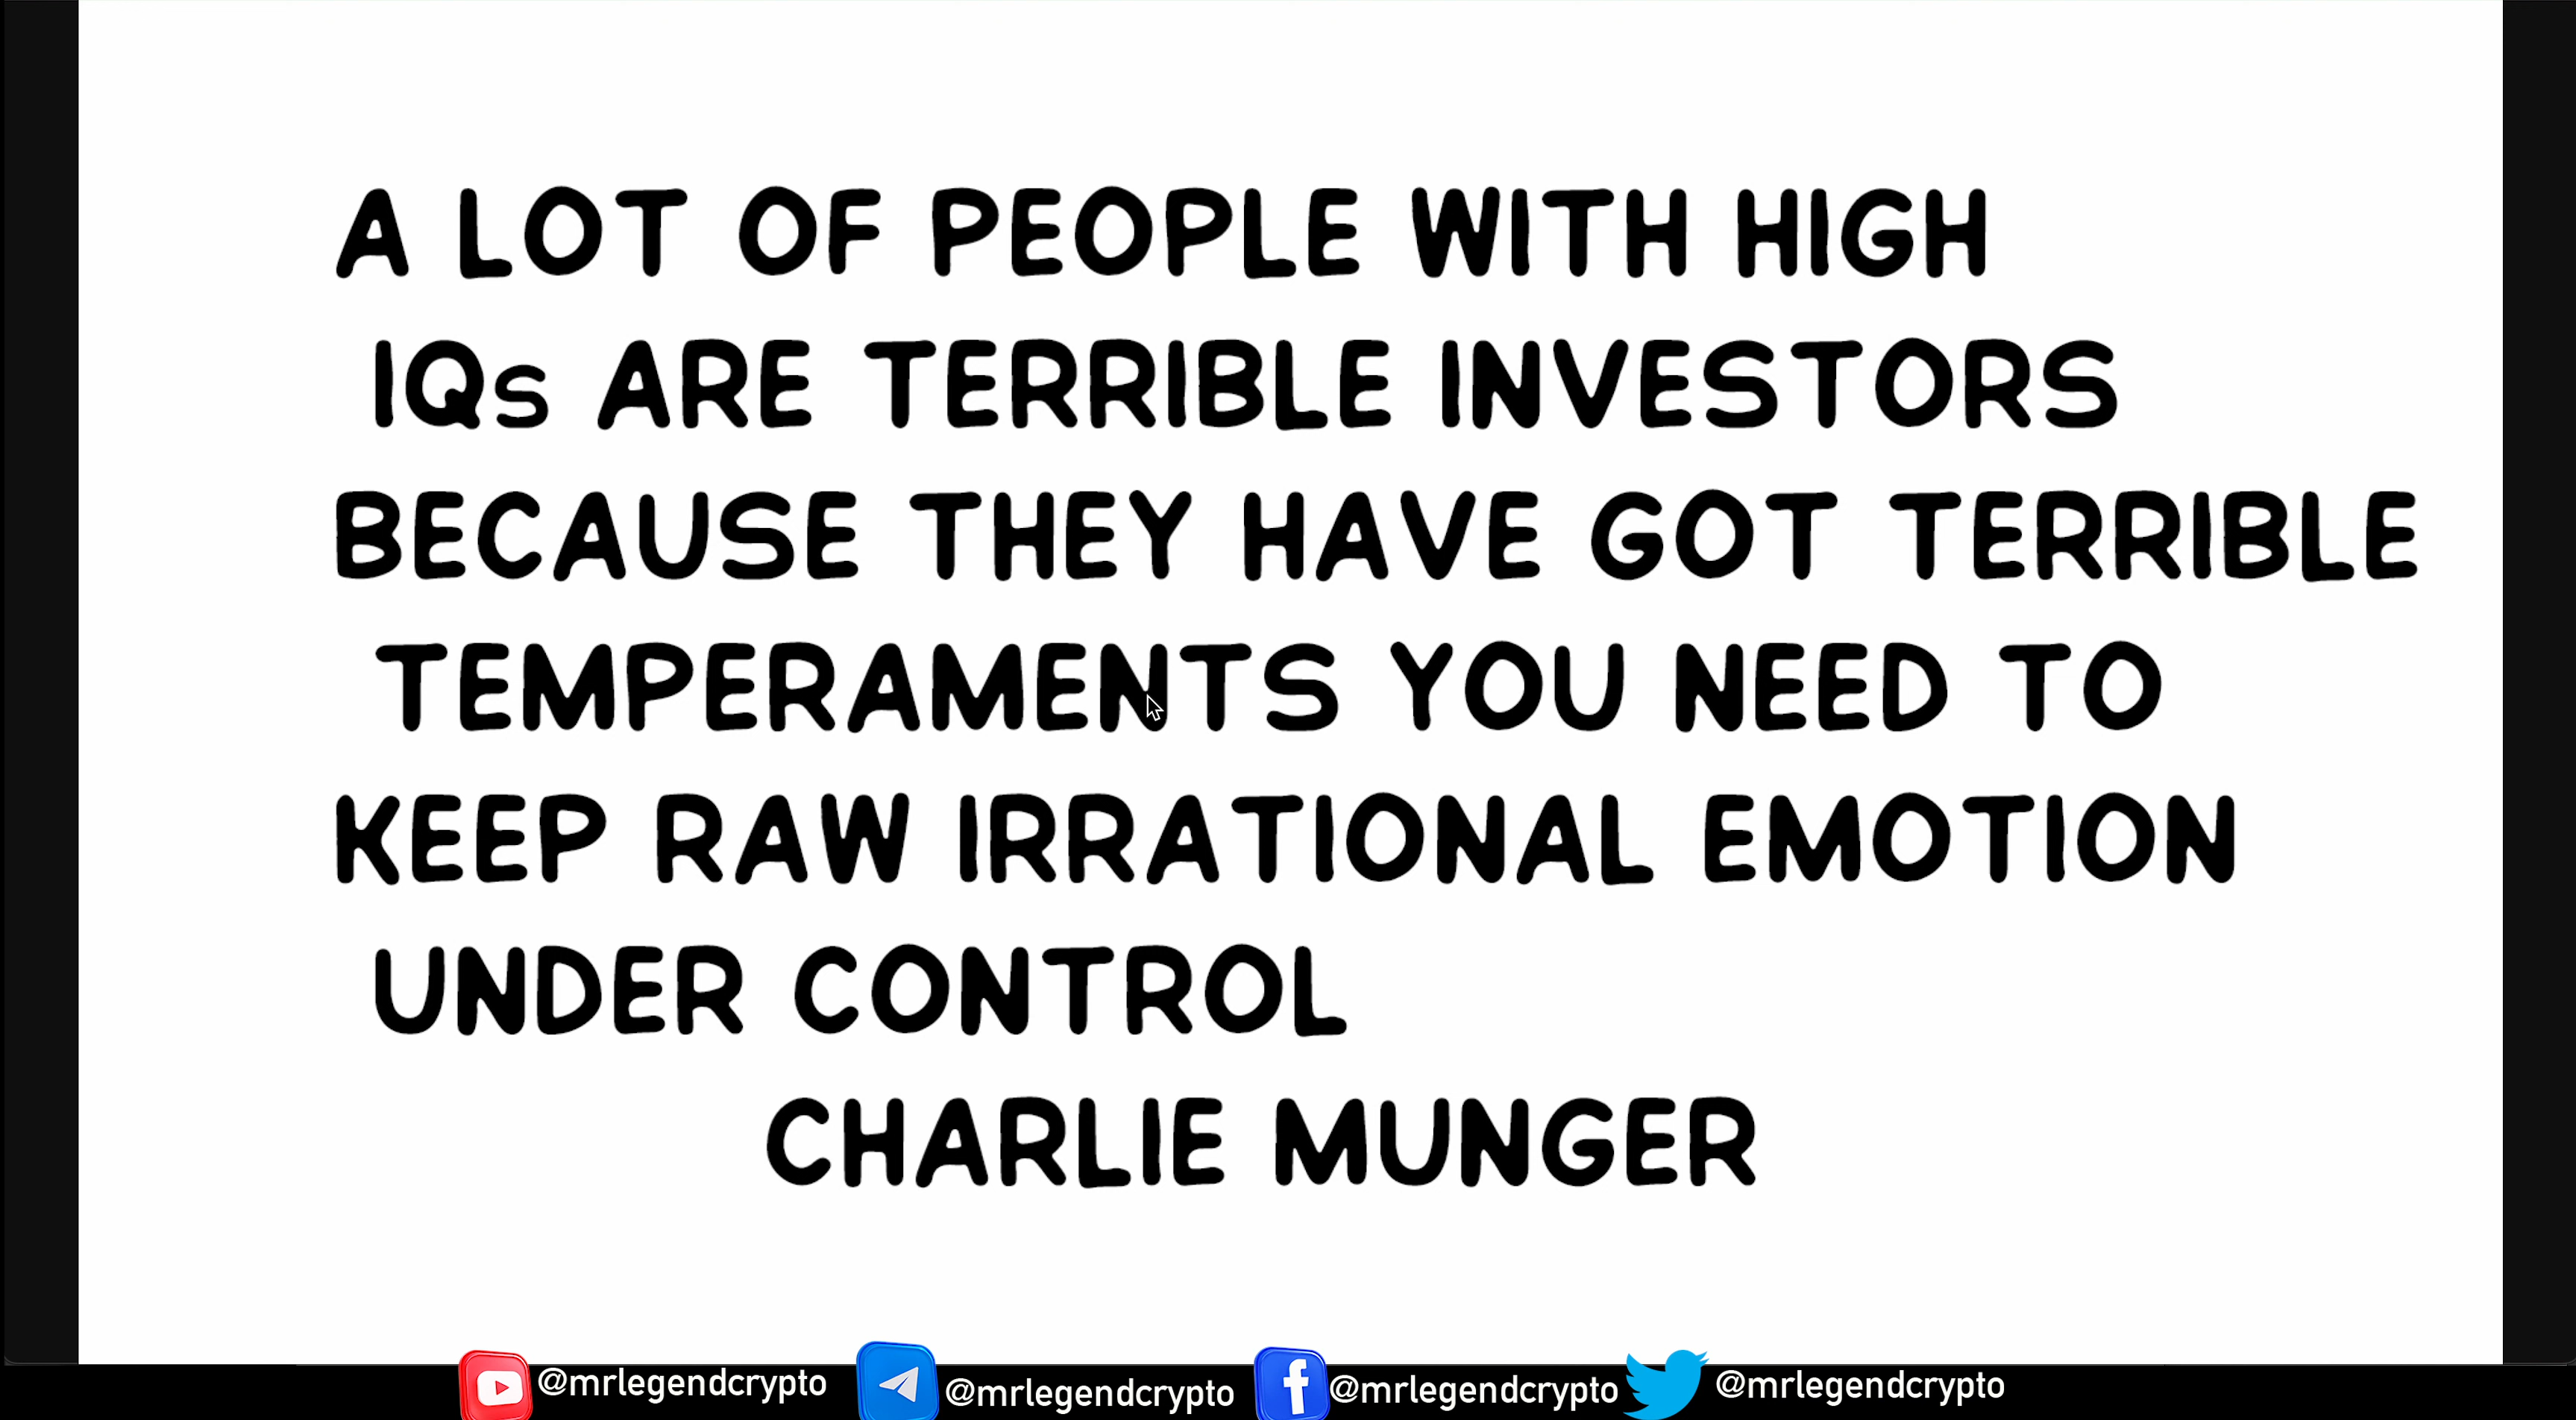 A LOT OF PEOPLE WITH HIGH
IQs ARE TERRIBLE INVESTORS
BECAUSE THEY HAVE GOT TERRIBLE
TEMPERAMENTS YOU NEED TO
KEEP RAW IRRATIONAL EMOTION
UNDER CONTROL
CHARLIE MUNGER
@mrlegendcrypto @mrlegendcrypto @mrlegendcrypto @mrlegendcrypto